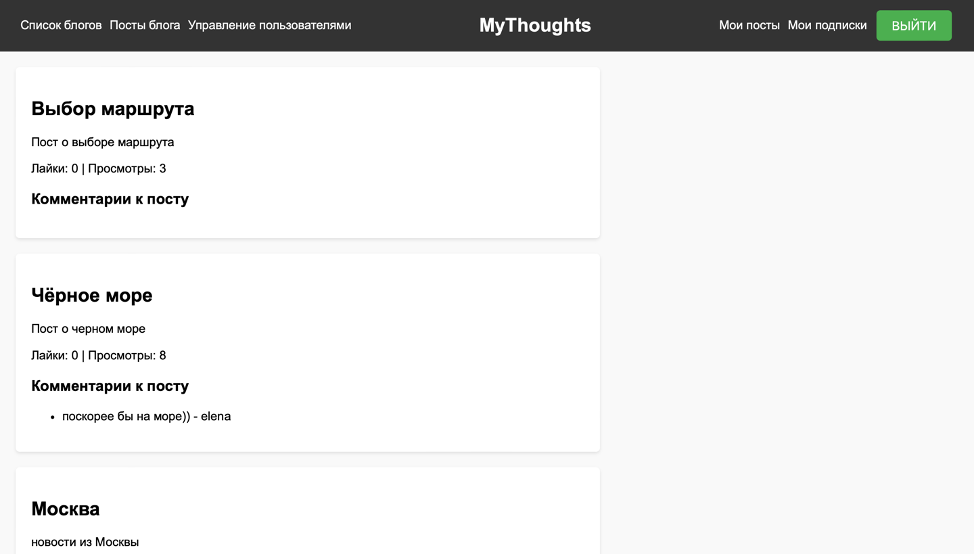 Список блогов Посты блога Управление пользователями MyThoughts Мои посты Мои подписки ВЫЙТИ
Выбор маршрута
Пост о выборе маршрута
Лайки: 0 | Просмотры: 3
Комментарии к посту
Чёрное море
Пост о черном море
Лайки: 0 | Просмотры: 8
Комментарии к посту
• поскорее бы на море)) - elena
Москва
новости из Москвы